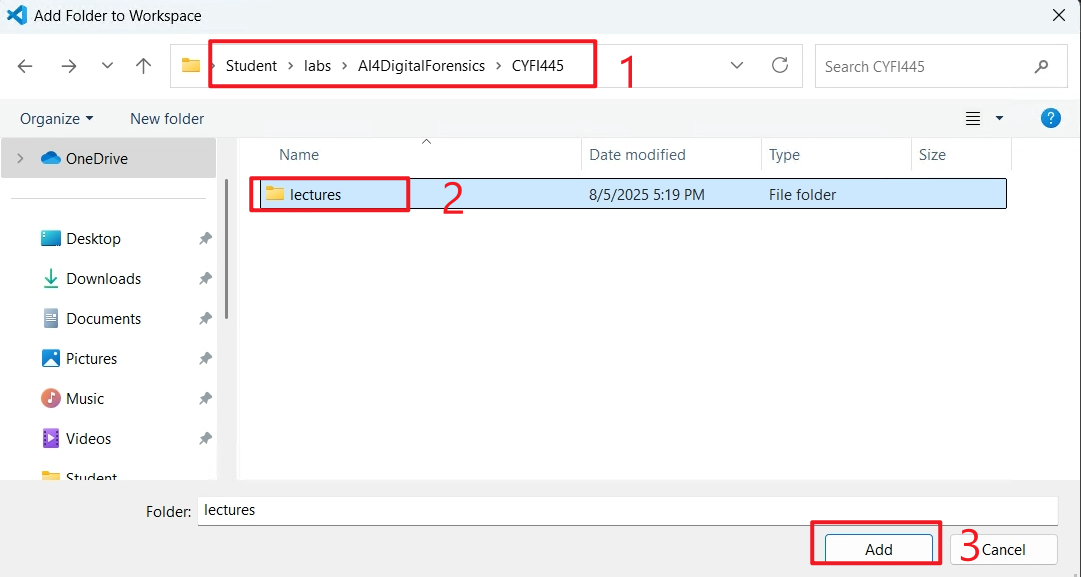 Add Folder to Workspace
Student > labs > AI4DigitalForensics > CYFI445
1
Search CYFI445
Organize
New folder
?
Name
Date modified
Type
Size
OneDrive
lectures
2
8/5/2025 5:19 PM
File folder
Desktop
Downloads
Documents
Pictures
Music
Videos
Student
Folder:
lectures
Add
3
Cancel